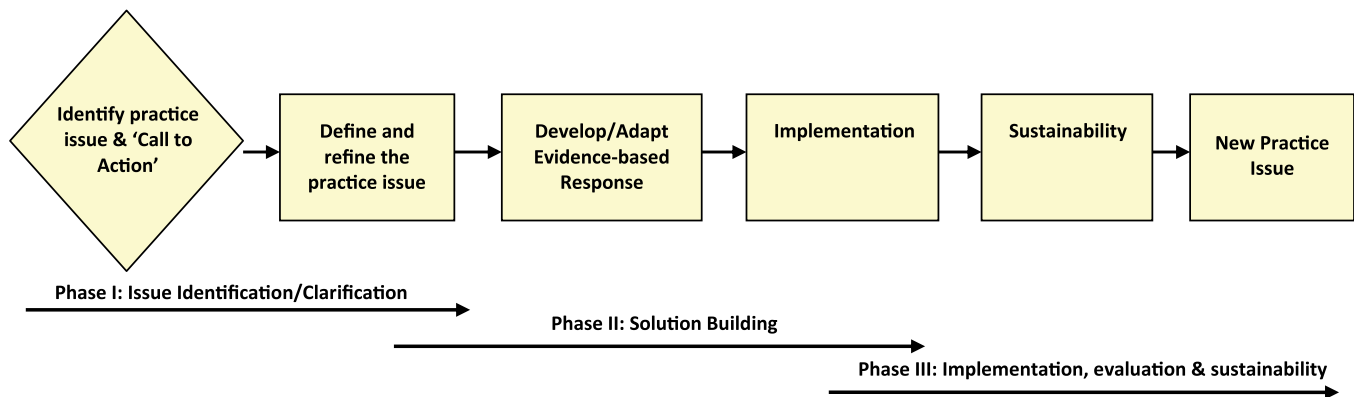 Identify practice
issue & ‘Call to
Action’
Define and
refine the
practice issue
Develop/Adapt
Evidence-based
Response
Implementation
Sustainability
New Practice
Issue
Phase I: Issue Identification/Clarification
Phase II: Solution Building
Phase III: Implementation, evaluation & sustainability